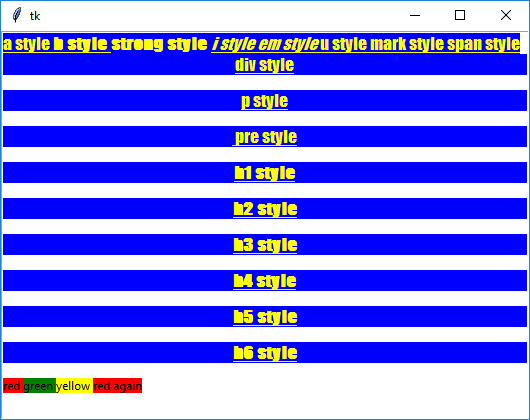 tk
a style b style strong style i style em style u style mark style span style
div style
p style
pre style
h1 style
h2 style
h3 style
h4 style
h5 style
h6 style
red green yellow red again